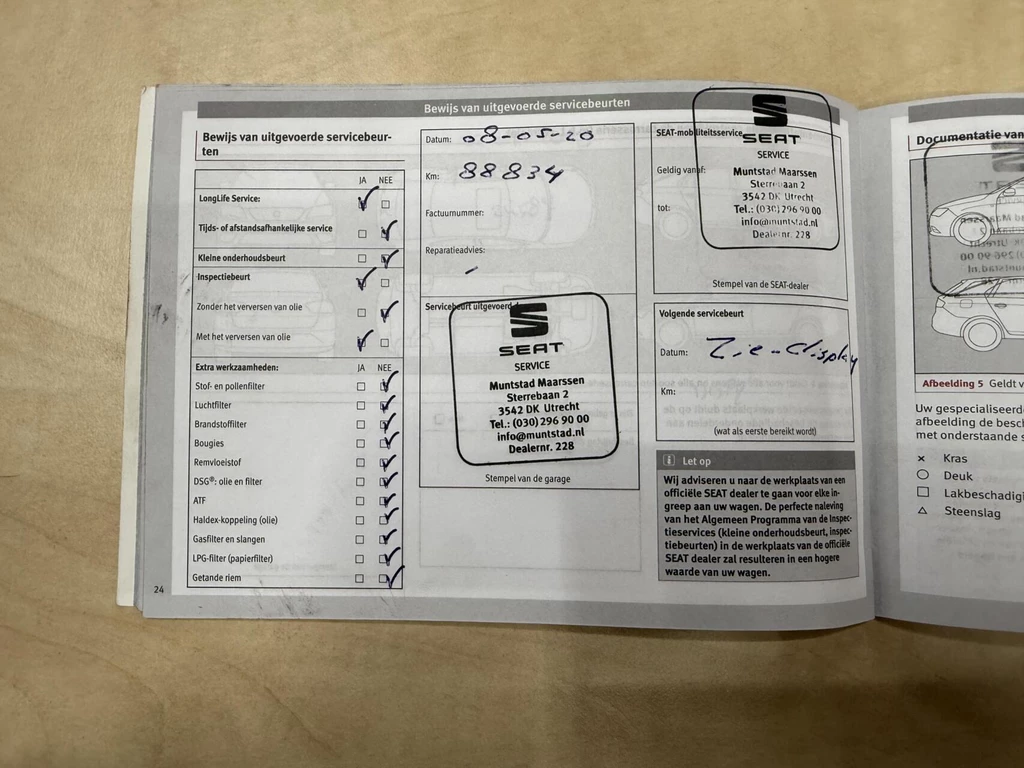 Bewijs van uitgevoerde servicebeurten
Bewijs van uitgevoerde servicebeur-
ten
JA NEE
LongLife Service:
Tijds- of afstandsafhankelijke service
Kleine onderhoudsbeurt
Inspectiebeurt
Zonder het verversen van olie
Met het verversen van olie
Extra werkzaamheden: JA NEE
Stof- en pollenfilter
Luchtfilter
Brandstoffilter
Bougies
Remvloeistof
DSG®: olie en filter
ATF
Haldex-koppeling (olie)
Gasfilter en slangen
LPG-filter (papierfilter)
Getande riem
24
Datum: 08-05-20
Km: 88834
Factuurnummer:
Reparatieadvies:
Servicebeurt uitgevoerd
SEAT
SERVICE
Muntstad Maarssen
Sterrebaan 2
3542 DK Utrecht
Tel.: (030) 296 90 00
info@muntstad.nl
Dealernr. 228
Stempel van de garage
SEAT-mobiliteitsservice
Geldig vanaf:
tot:
SEAT
SERVICE
Muntstad Maarssen
Sterrebaan 2
3542 DK Utrecht
Tel.: (030) 296 90 00
info@muntstad.nl
Dealernr. 228
Stempel van de SEAT-dealer
Volgende servicebeurt
Datum: Zie display
Km:
(wat als eerste bereikt wordt)
i Let op
Wij adviseren u naar de werkplaats van een
officiële SEAT dealer te gaan voor elke in-
greep aan uw wagen. De perfecte naleving
van het Algemeen Programma van de Inspec-
tieservices (kleine onderhoudsbeurt, inspec-
tiebeurten) in de werkplaats van de officiële
SEAT dealer zal resulteren in een hogere
waarde van uw wagen.
Documentatie van
Afbeelding 5 Geldt v
Uw gespecialiseerd
afbeelding de besch
met onderstaande s
Kras
Deuk
Lakbeschadigi
Steenslag